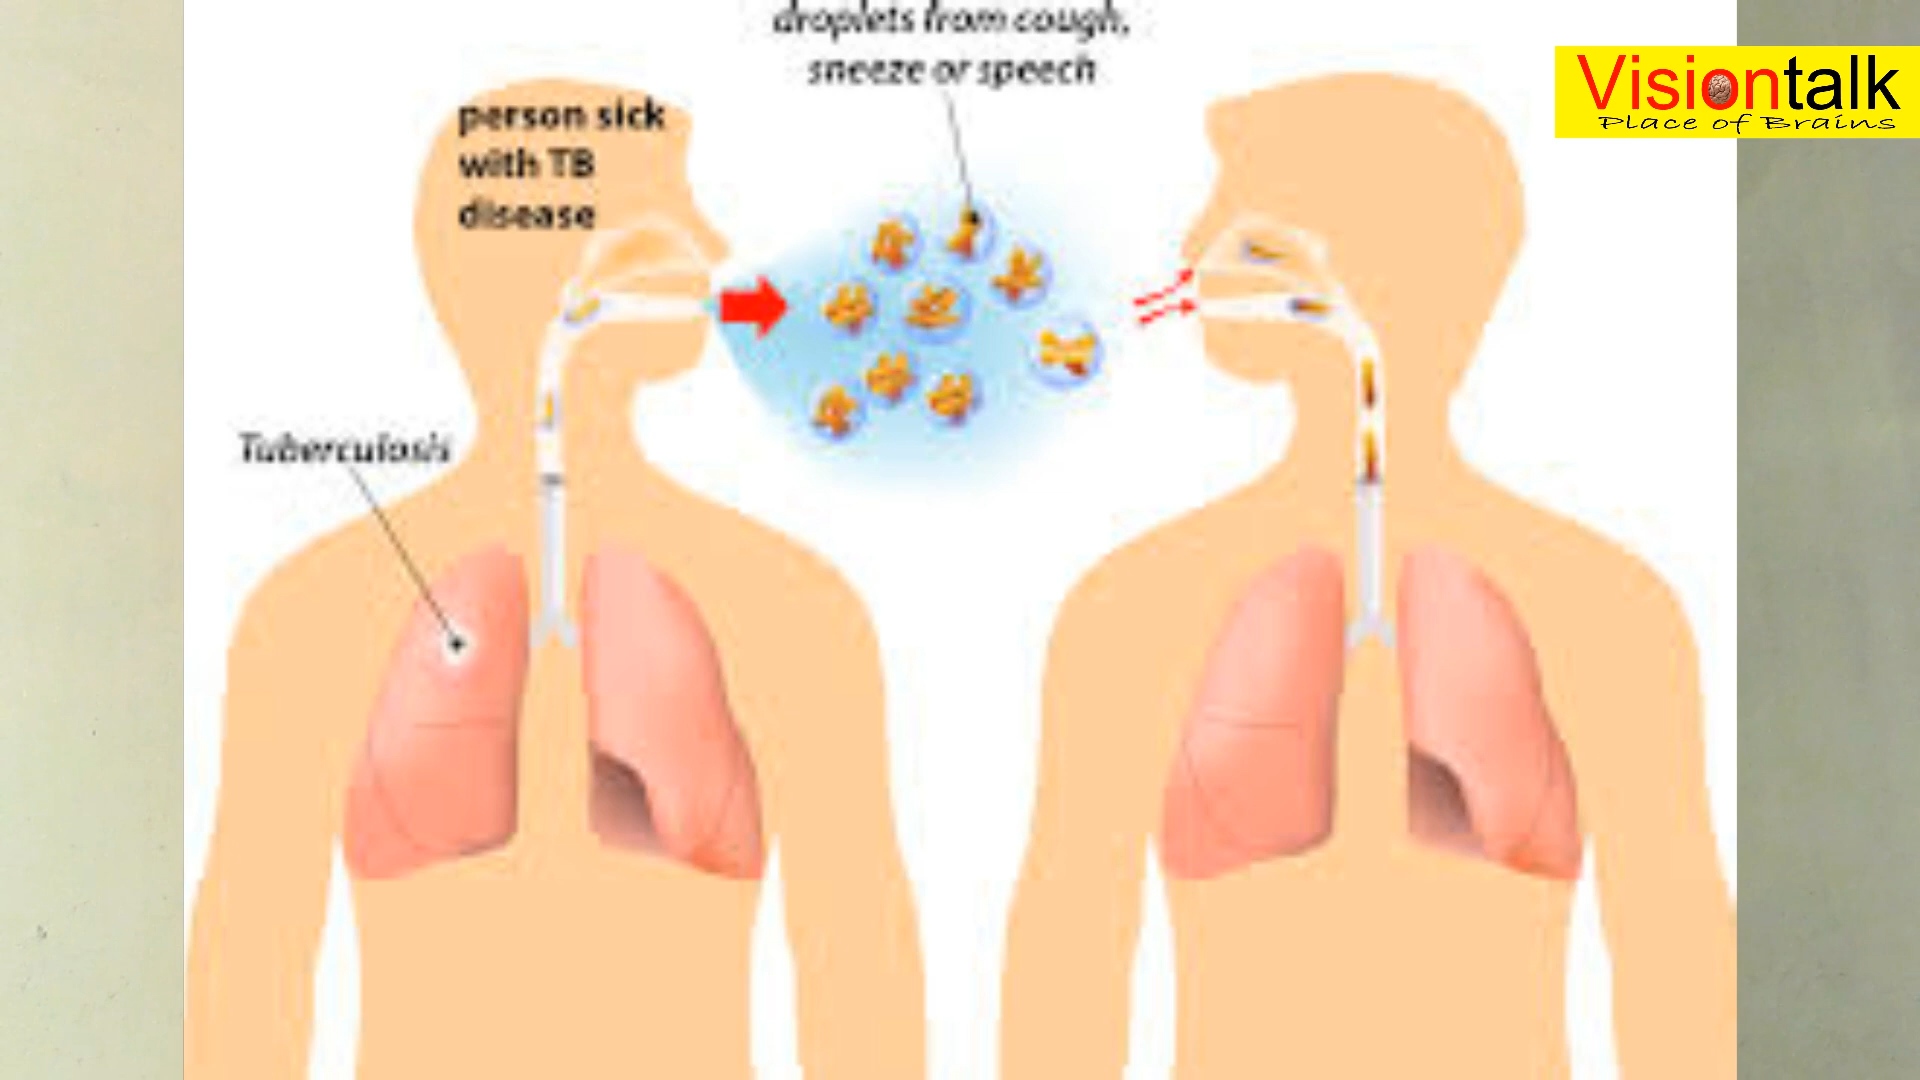 droplets from cough,
sneeze or speech
person sick
with TB
disease
Tuberculosis
Visiontalk
Place of Brains